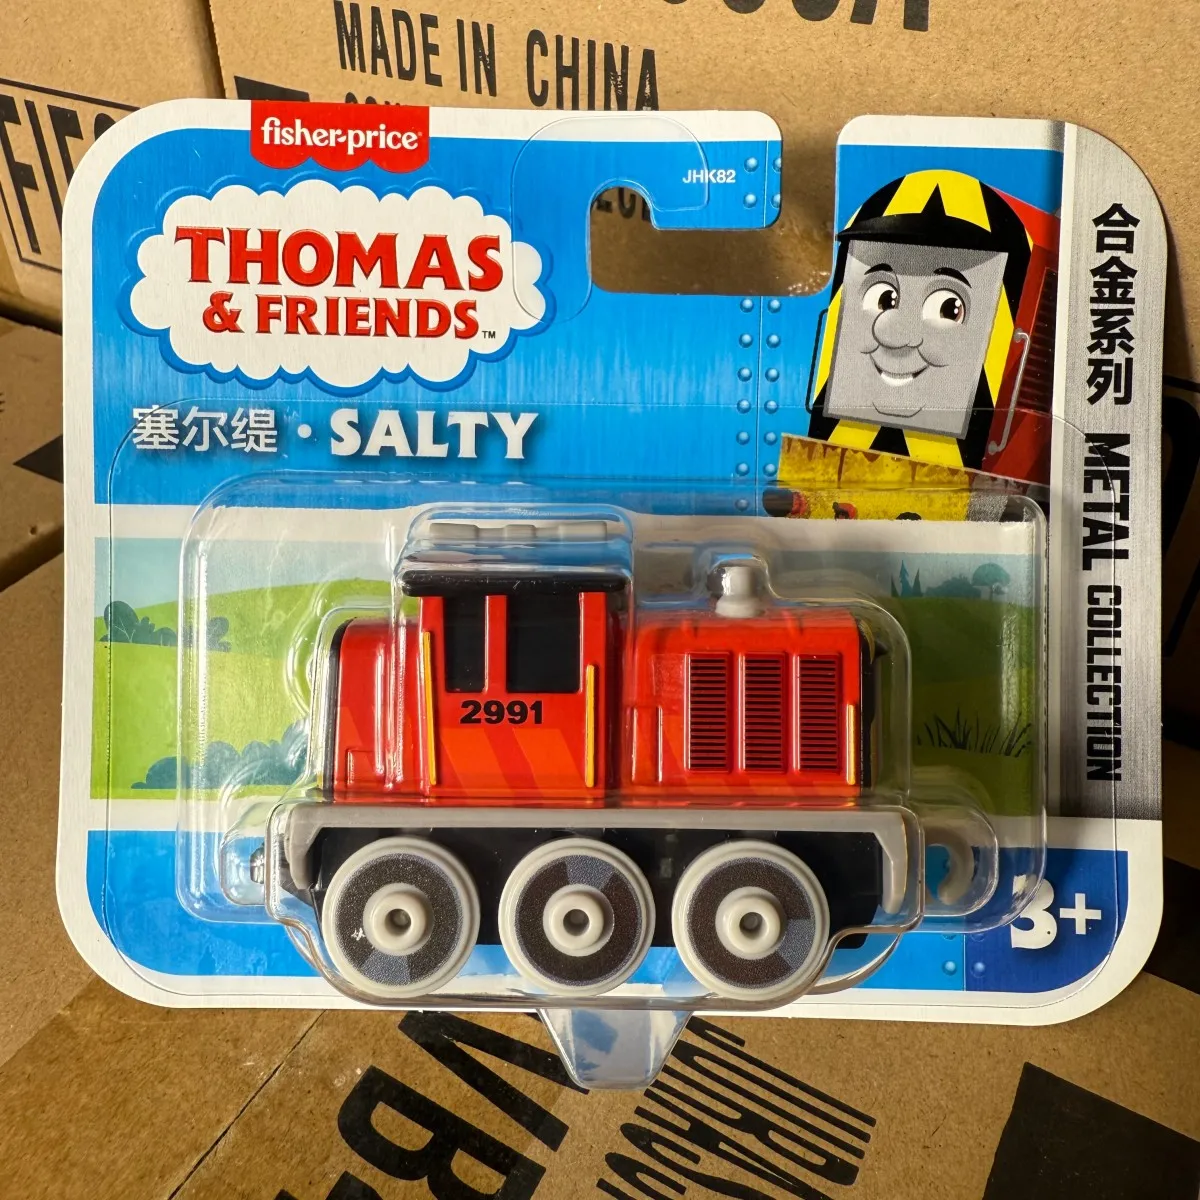 MADE IN CHINA
fisher-price
JHK82
THOMAS
& FRIENDS™
塞尔缇·SALTY
合金系列 METAL COLLECTION
2991
3+